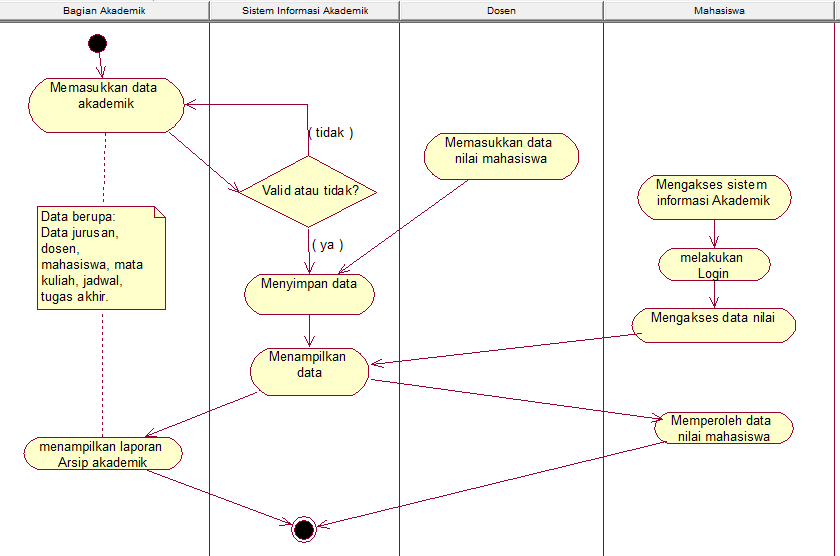 Bagian Akademik
Sistem Informasi Akademik
Dosen
Mahasiswa
Memasukkan data
akademik
( tidak )
Valid atau tidak?
( ya )
Memasukkan data
nilai mahasiswa
Mengakses sistem
informasi Akademik
melakukan
Login
Mengakses data nilai
Data berupa:
Data jurusan,
dosen,
mahasiswa, mata
kuliah, jadwal,
tugas akhir.
Menyimpan data
Menampilkan
data
menampilkan laporan
Arsip akademik
Memperoleh data
nilai mahasiswa